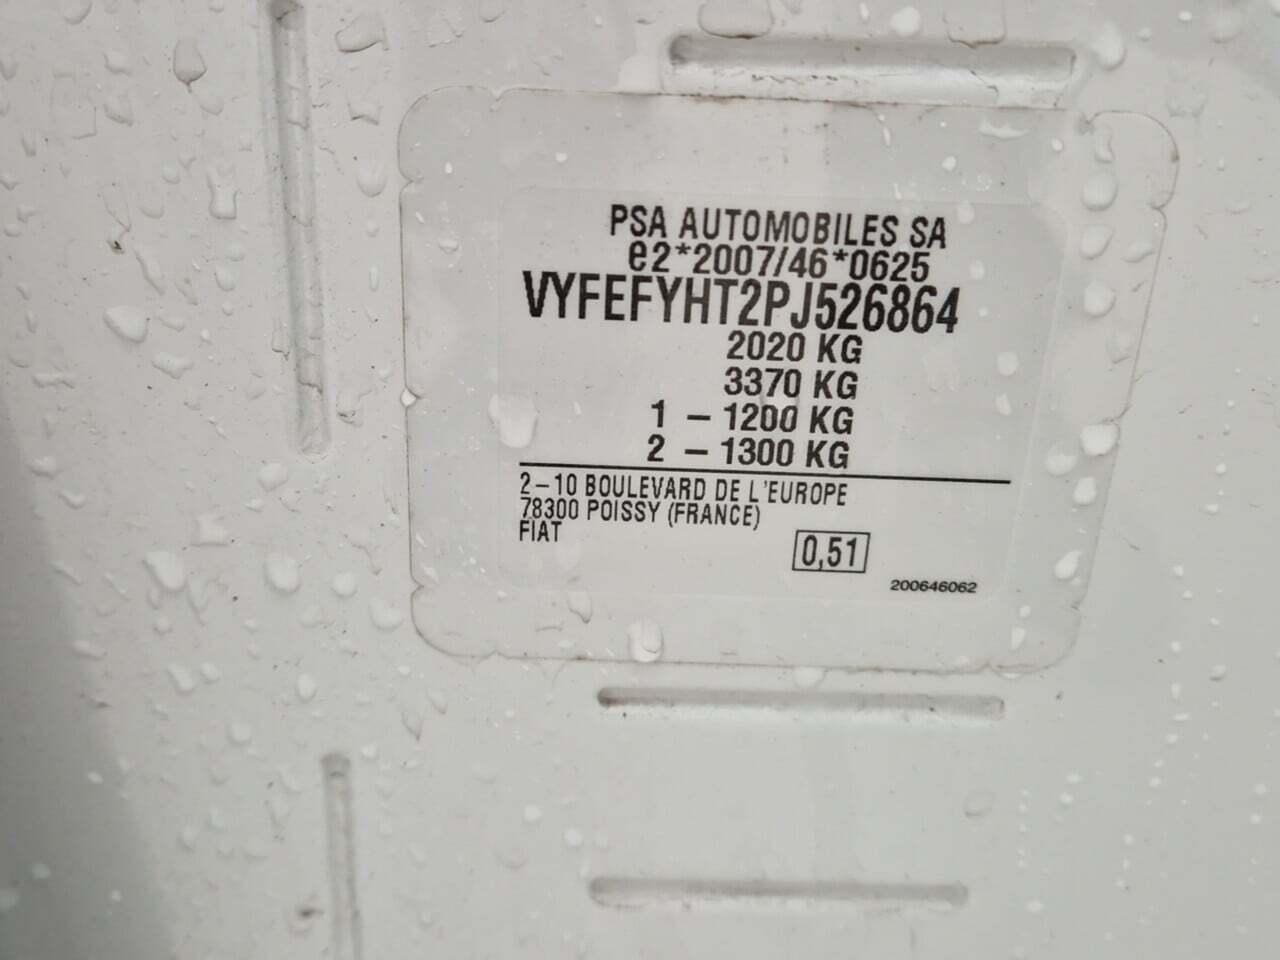 PSA AUTOMOBILES SA
e2*2007/46*0625
VYFEFYHT2PJ526864
2020 KG
3370 KG
1 – 1200 KG
2 – 1300 KG
2–10 BOULEVARD DE L'EUROPE
78300 POISSY (FRANCE)
FIAT
0,51
200646062